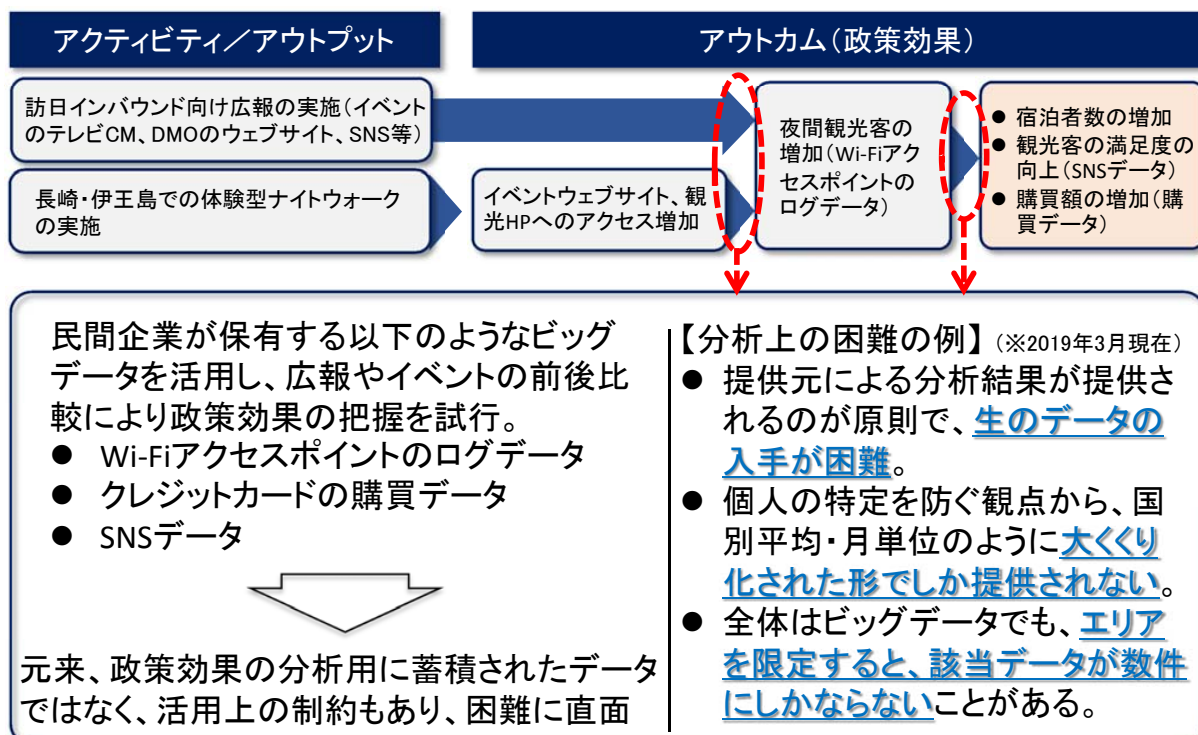 アクティビティ／アウトプット
アウトカム（政策効果）
訪日インバウンド向け広報の実施（イベント
のテレビCM、DMOのウェブサイト、SNS等）
長崎・伊王島での体験型ナイトウォーク
の実施
イベントウェブサイト、観
光HPへのアクセス増加
夜間観光客の
増加（Wi-Fiアク
セスポイントの
ログデータ）
● 宿泊者数の増加
● 観光客の満足度の
向上（SNSデータ）
● 購買額の増加（購
買データ）
民間企業が保有する以下のようなビッグ
データを活用し、広報やイベントの前後比
較により政策効果の把握を試行。
● Wi-Fiアクセスポイントのログデータ
● クレジットカードの購買データ
● SNSデータ
元来、政策効果の分析用に蓄積されたデータ
ではなく、活用上の制約もあり、困難に直面
【分析上の困難の例】（※2019年3月現在）
● 提供元による分析結果が提供さ
れるのが原則で、生のデータの
入手が困難。
● 個人の特定を防ぐ観点から、国
別平均・月単位のように大くくり
化された形でしか提供されない。
● 全体はビッグデータでも、エリア
を限定すると、該当データが数件
にしかならないことがある。